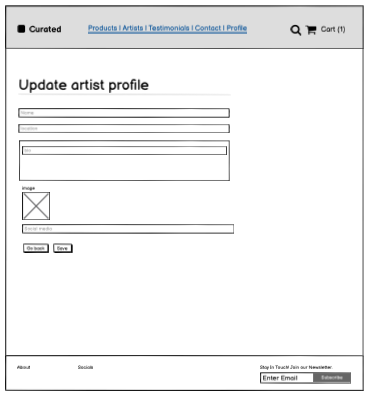 Curated
Products | Artists | Testimonials | Contact | Profile
Cart (1)
Update artist profile
Name
location
Bio
Image
Social media
Go back
Save
About
Socials
Stay In Touch! Join our Newsletter:
Enter Email
Subscribe